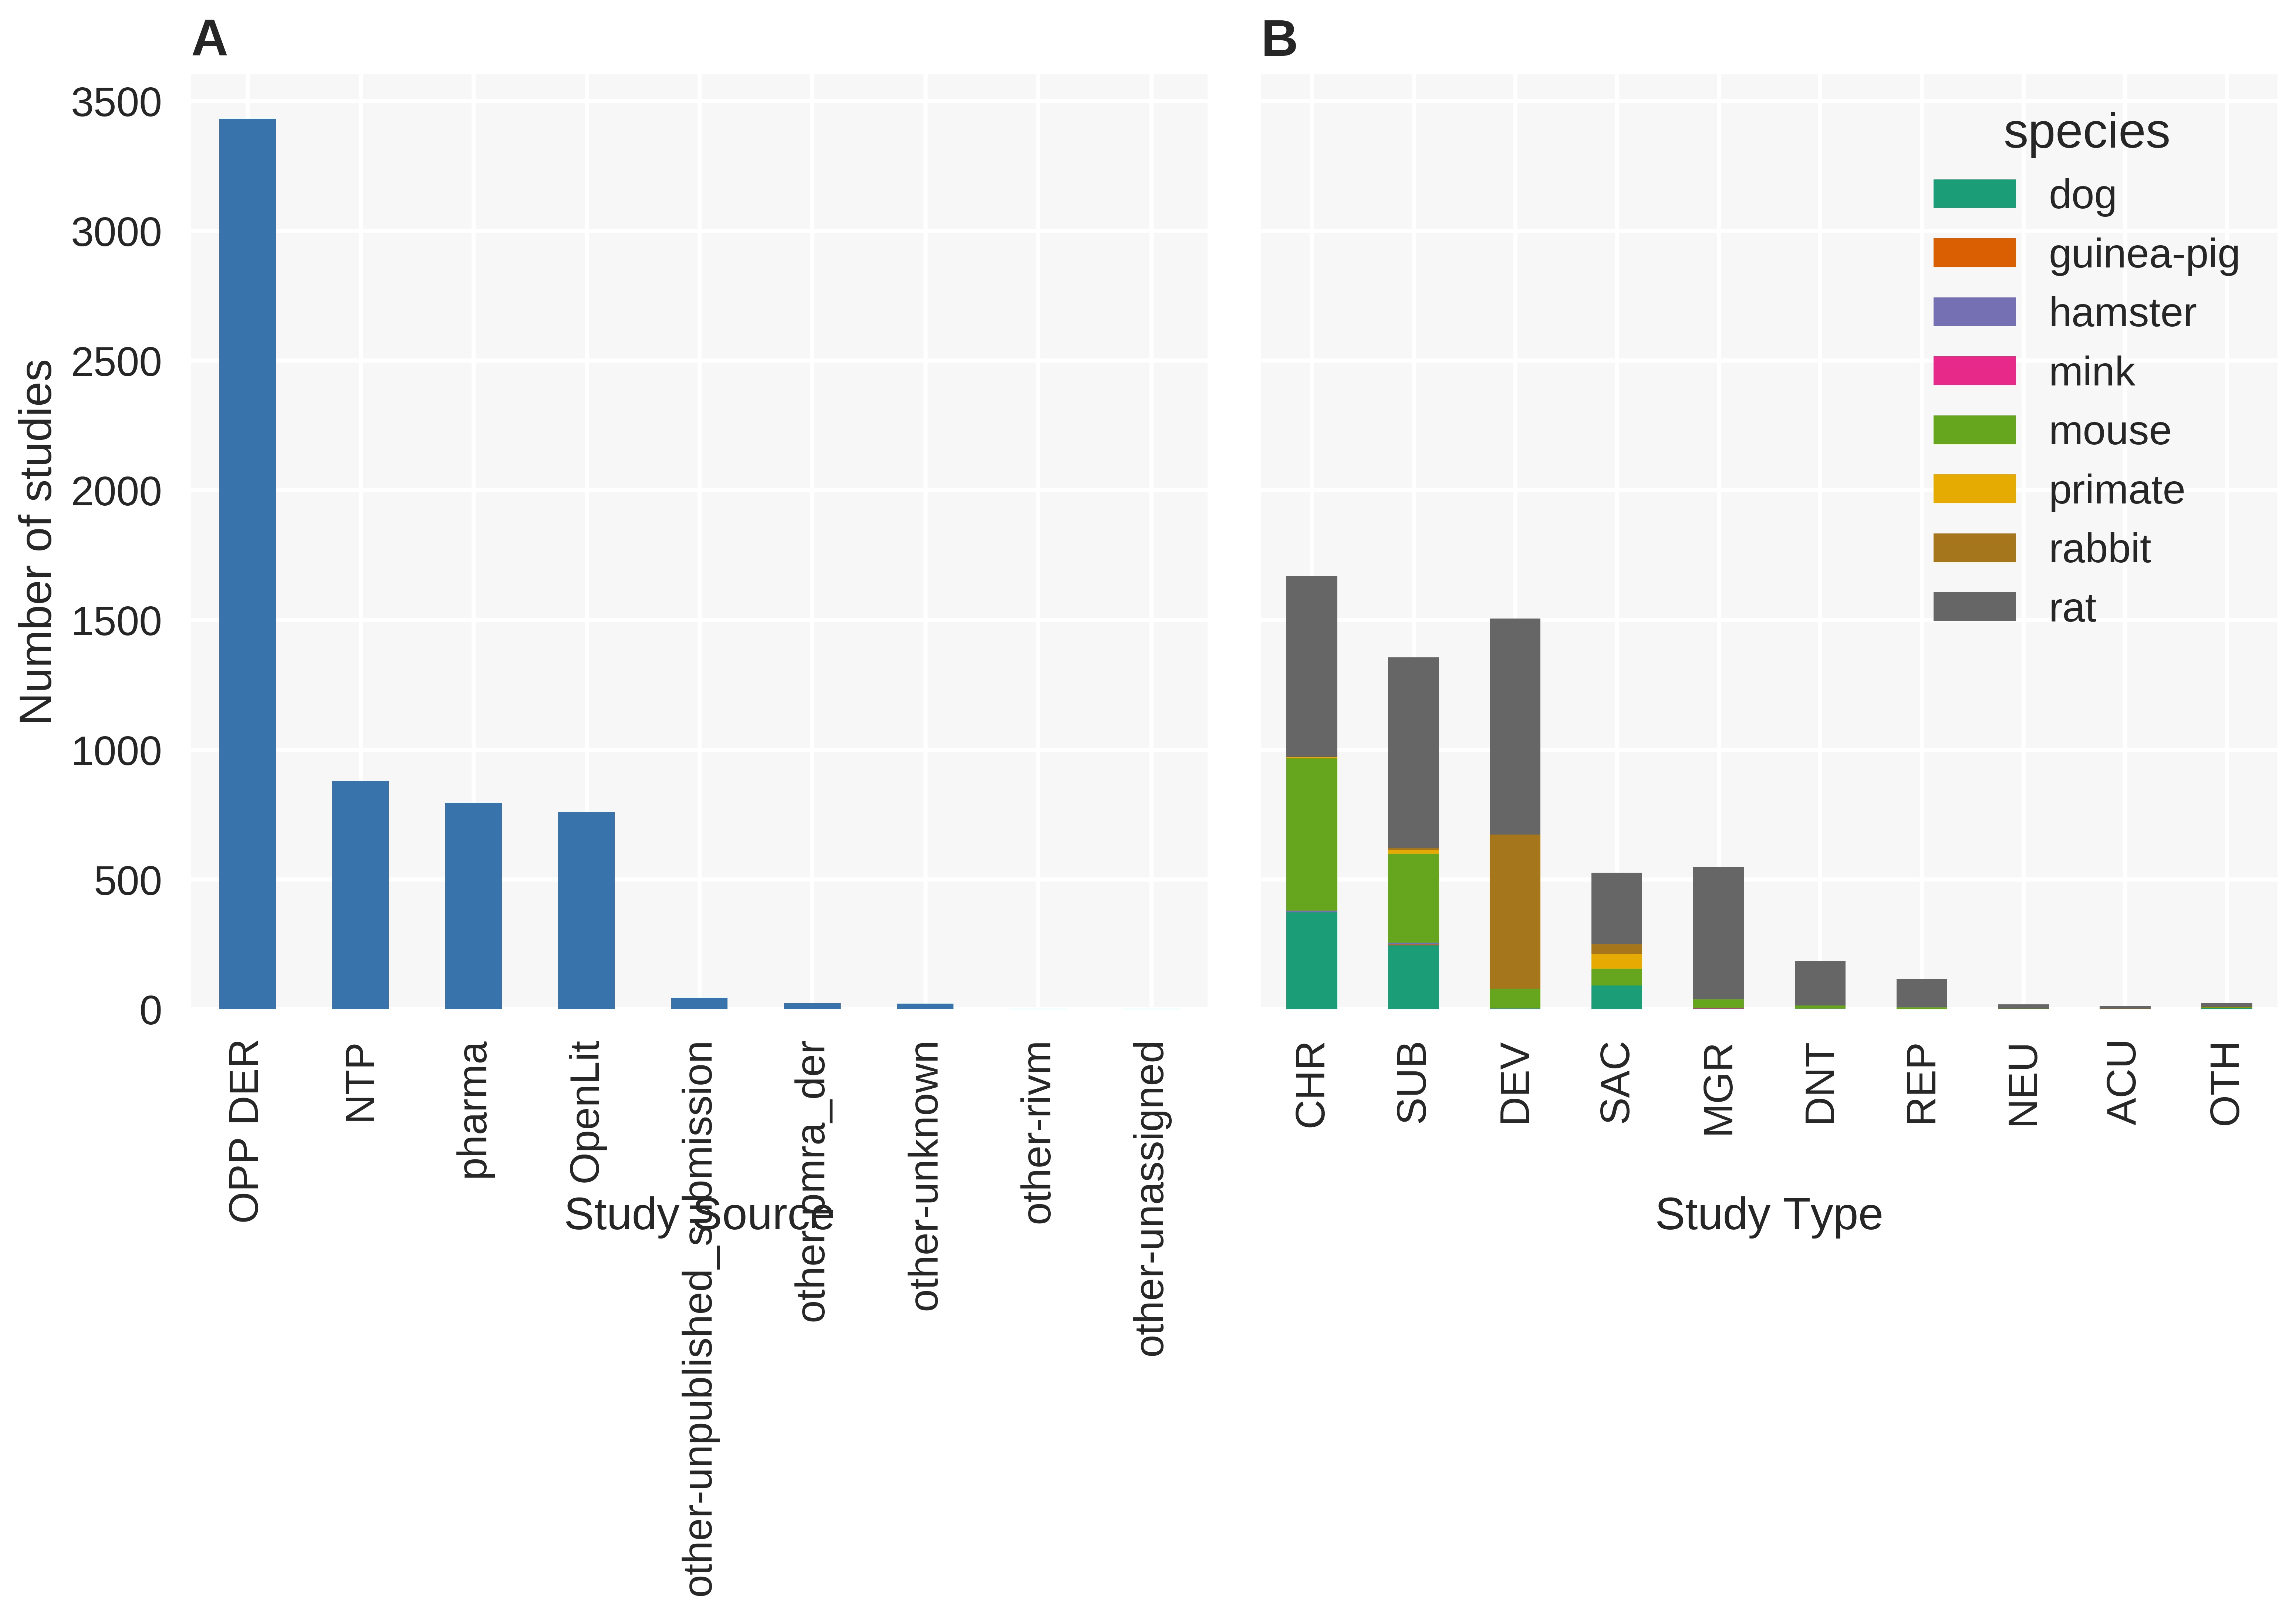 A
3500
3000
2500
2000
1500
1000
500
0
Number of studies
OPP DER
NTP
pharma
OpenLit
other-unpublished_submission
other-pmra_der
other-unknown
other-rivm
other-unassigned
Study Source
B
species
dog
guinea-pig
hamster
mink
mouse
primate
rabbit
rat
CHR
SUB
DEV
SAC
MGR
DNT
REP
NEU
ACU
OTH
Study Type